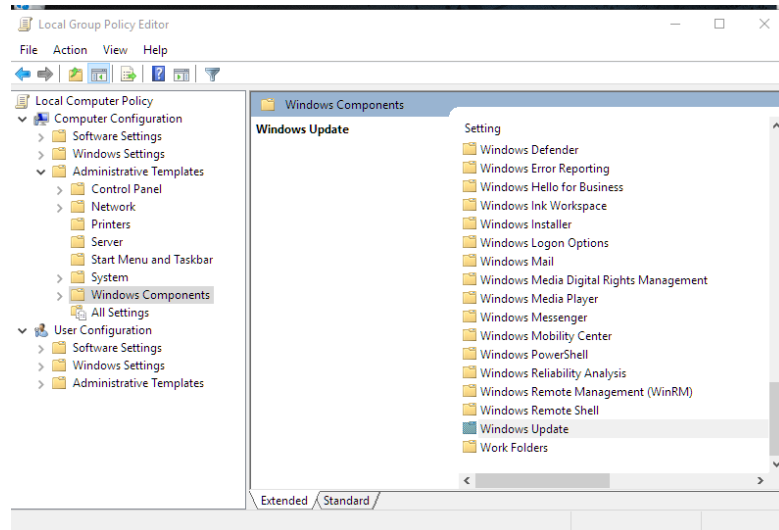 Local Group Policy Editor
File Action View Help
Local Computer Policy
Computer Configuration
Software Settings
Windows Settings
Administrative Templates
Control Panel
Network
Printers
Server
Start Menu and Taskbar
System
Windows Components
All Settings
User Configuration
Software Settings
Windows Settings
Administrative Templates
Windows Components
Windows Update
Setting
Windows Defender
Windows Error Reporting
Windows Hello for Business
Windows Ink Workspace
Windows Installer
Windows Logon Options
Windows Mail
Windows Media Digital Rights Management
Windows Media Player
Windows Messenger
Windows Mobility Center
Windows PowerShell
Windows Reliability Analysis
Windows Remote Management (WinRM)
Windows Remote Shell
Windows Update
Work Folders
Extended Standard